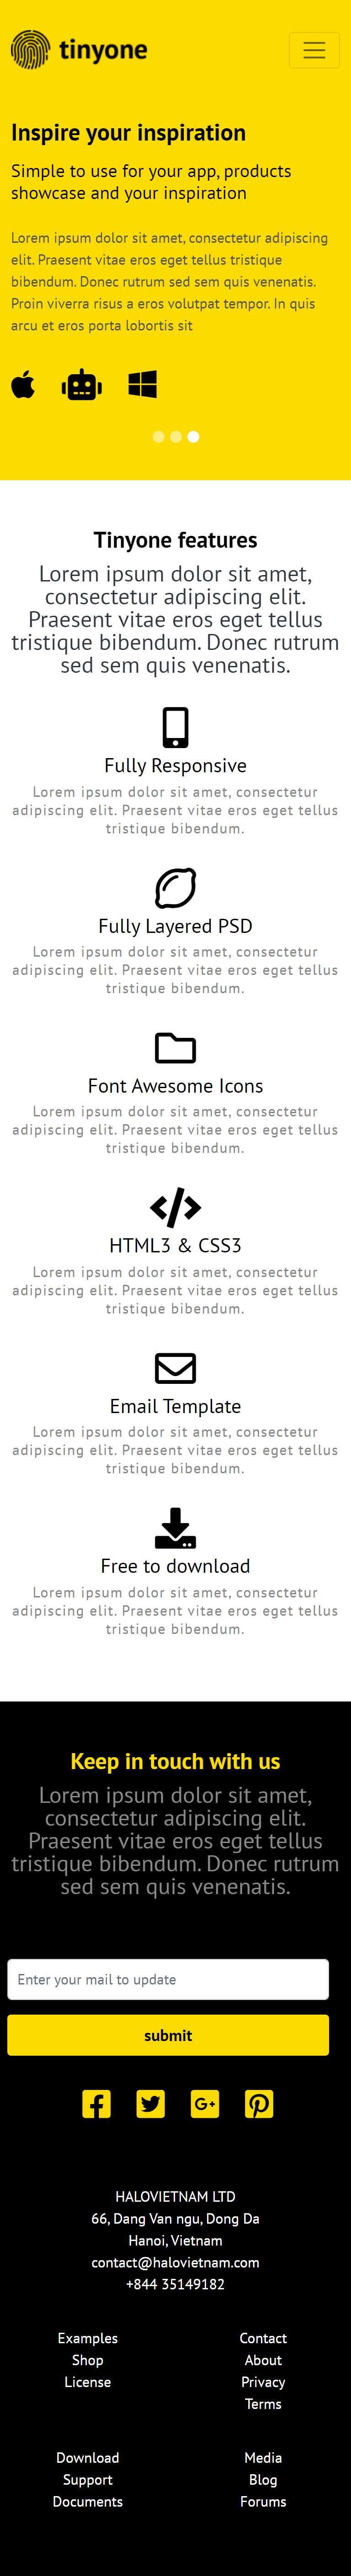 tinyone
Inspire your inspiration
Simple to use for your app, products
showcase and your inspiration
Lorem ipsum dolor sit amet, consectetur adipiscing
elit. Praesent vitae eros eget tellus tristique
bibendum. Donec rutrum sed sem quis venenatis.
Proin viverra risus a eros volutpat tempor. In quis
arcu et eros porta lobortis sit
Tinyone features
Lorem ipsum dolor sit amet,
consectetur adipiscing elit.
Praesent vitae eros eget tellus
tristique bibendum. Donec rutrum
sed sem quis venenatis.
Fully Responsive
Lorem ipsum dolor sit amet, consectetur
adipiscing elit. Praesent vitae eros eget tellus
tristique bibendum.
Fully Layered PSD
Lorem ipsum dolor sit amet, consectetur
adipiscing elit. Praesent vitae eros eget tellus
tristique bibendum.
Font Awesome Icons
Lorem ipsum dolor sit amet, consectetur
adipiscing elit. Praesent vitae eros eget tellus
tristique bibendum.
HTML3 & CSS3
Lorem ipsum dolor sit amet, consectetur
adipiscing elit. Praesent vitae eros eget tellus
tristique bibendum.
Email Template
Lorem ipsum dolor sit amet, consectetur
adipiscing elit. Praesent vitae eros eget tellus
tristique bibendum.
Free to download
Lorem ipsum dolor sit amet, consectetur
adipiscing elit. Praesent vitae eros eget tellus
tristique bibendum.
Keep in touch with us
Lorem ipsum dolor sit amet,
consectetur adipiscing elit.
Praesent vitae eros eget tellus
tristique bibendum. Donec rutrum
sed sem quis venenatis.
Enter your mail to update
submit
HALOVIETNAM LTD
66, Dang Van ngu, Dong Da
Hanoi, Vietnam
contact@halovietnam.com
+844 35149182
Examples
Shop
License
Contact
About
Privacy
Terms
Download
Support
Documents
Media
Blog
Forums